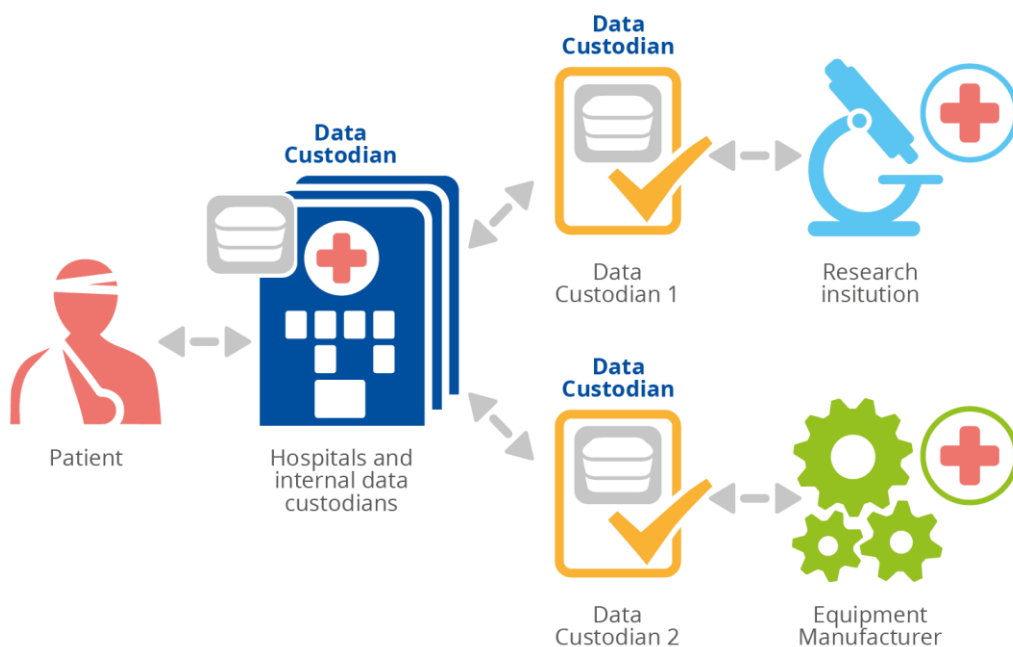 Data
Custodian
Data
Custodian
Data
Custodian 1
Research
insitution
Patient
Hospitals and
internal data
custodians
Data
Custodian
Data
Custodian 2
Equipment
Manufacturer